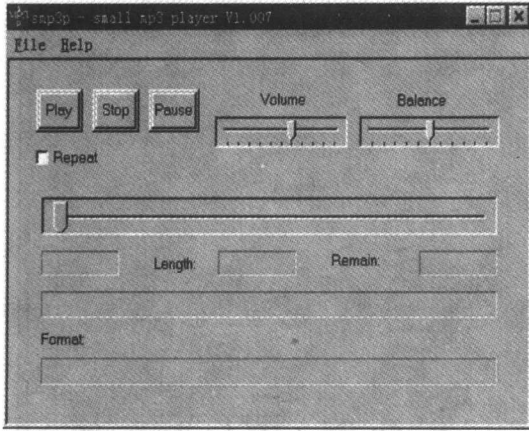 smp3p - small mp3 player V1.007
File Help
Play Stop Pause
Volume
Balance
Repeat
Length:
Remain:
Format: